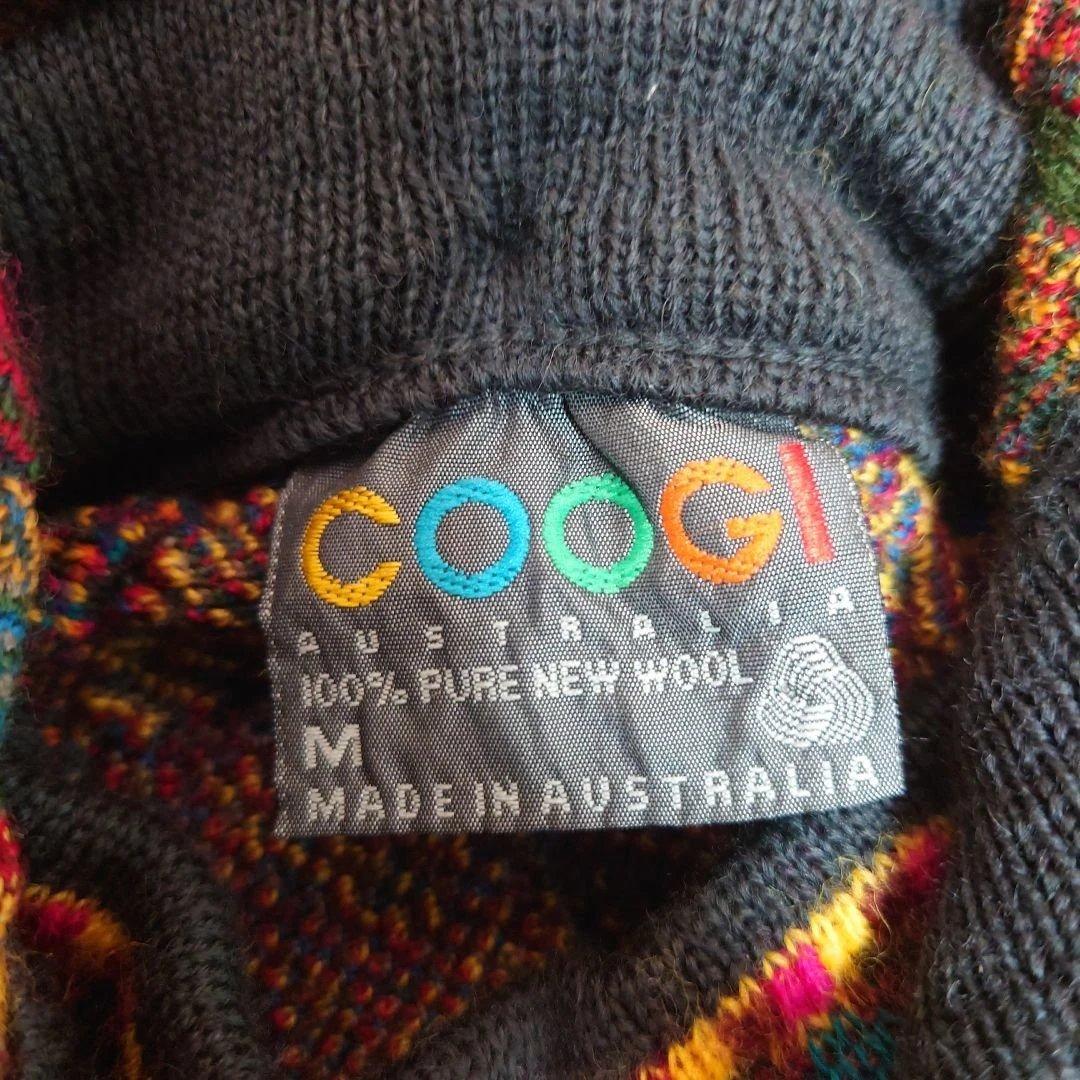 COOGI
AUSTRALIA
100% PURE NEW WOOL
M
MADE IN AUSTRALIA